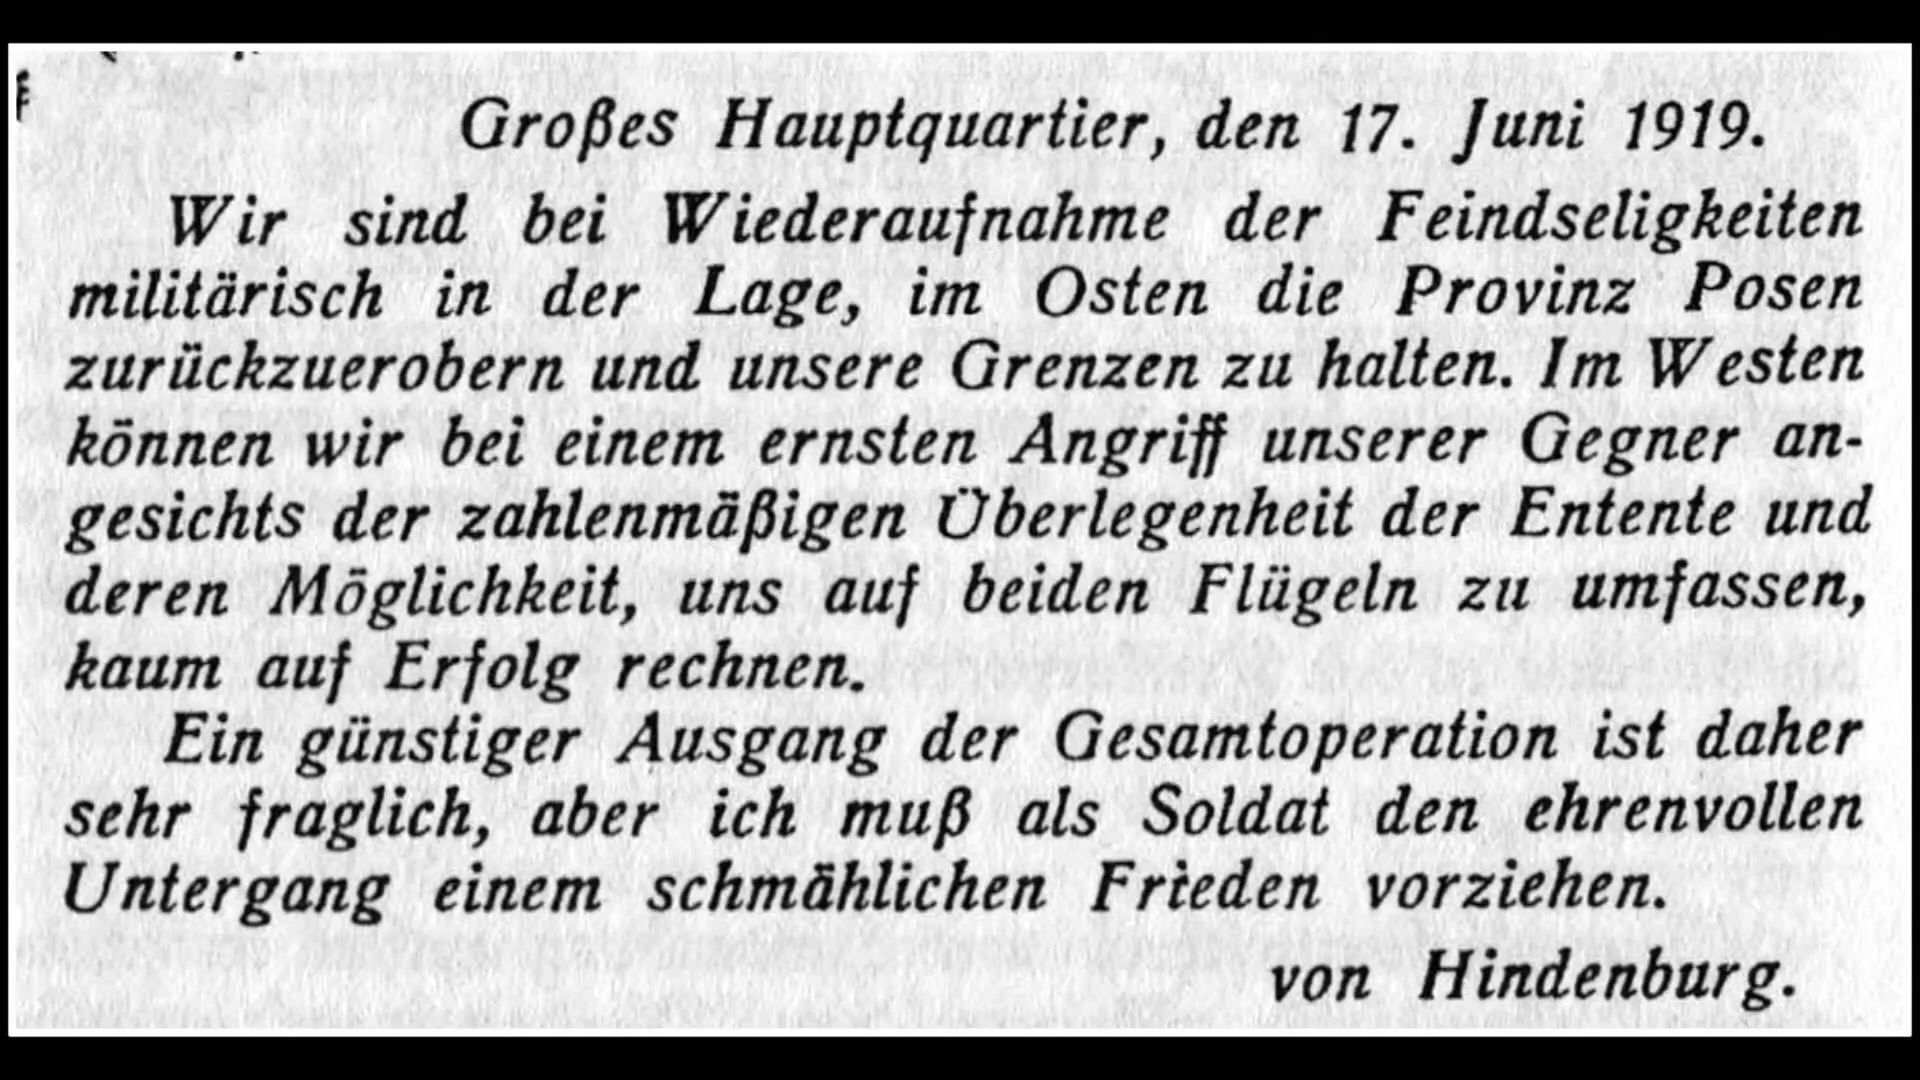 Großes Hauptquartier, den 17. Juni 1919.
Wir sind bei Wiederaufnahme der Feindseligkeiten
militärisch in der Lage, im Osten die Provinz Posen
zurückzuerobern und unsere Grenzen zu halten. Im Westen
können wir bei einem ernsten Angriff unserer Gegner an-
gesichts der zahlenmäßigen Überlegenheit der Entente und
deren Möglichkeit, uns auf beiden Flügeln zu umfassen,
kaum auf Erfolg rechnen.
Ein günstiger Ausgang der Gesamtoperation ist daher
sehr fraglich, aber ich muß als Soldat den ehrenvollen
Untergang einem schmählichen Frieden vorziehen.
von Hindenburg.